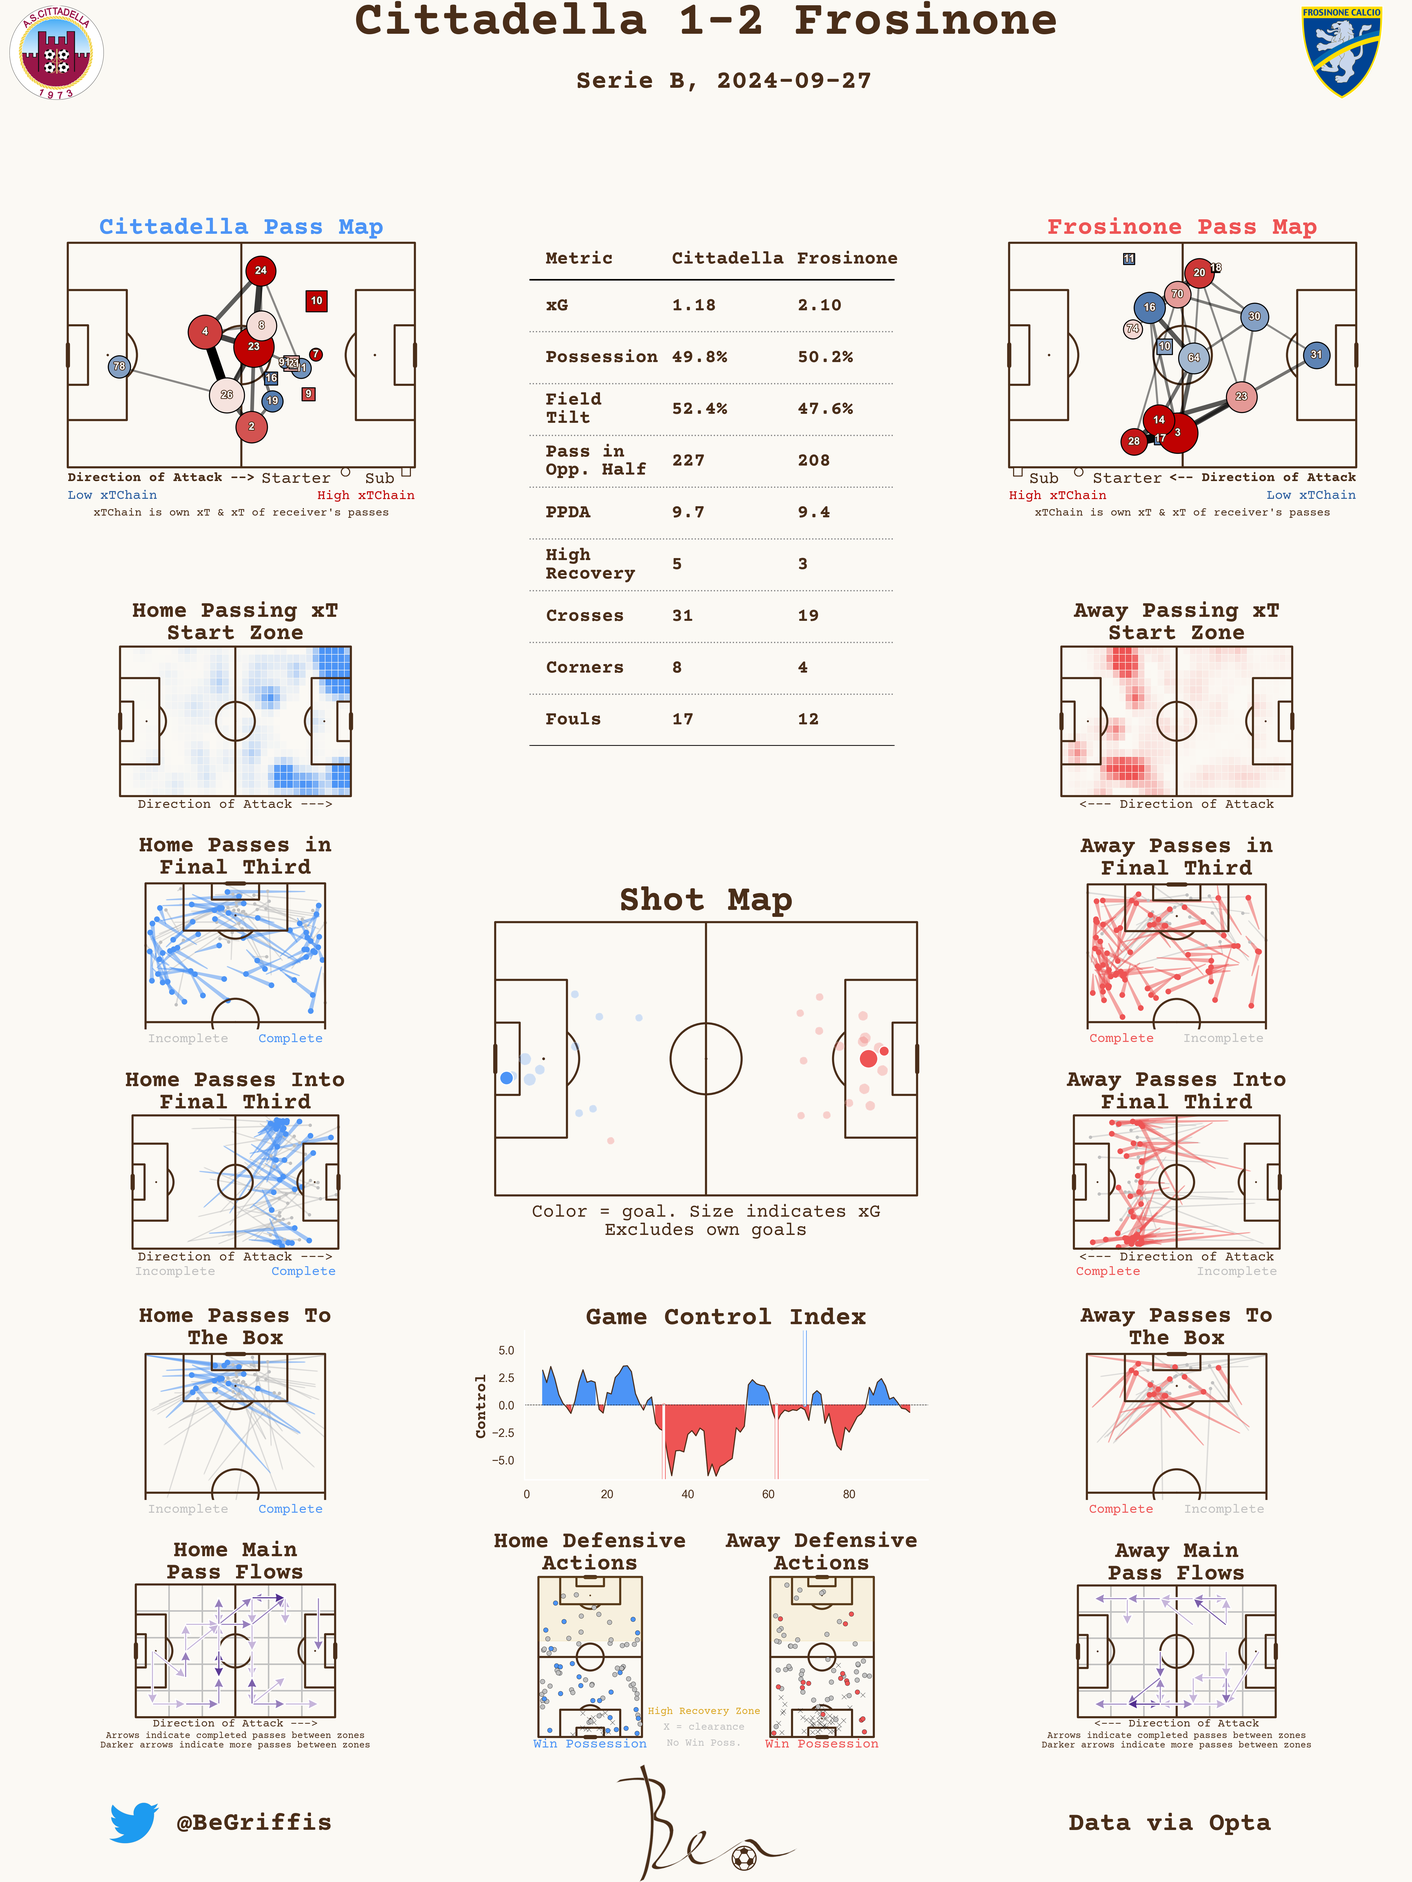 Cittadella 1-2 Frosinone
Serie B, 2024-09-27
A.S.CITTADELLA
1973
FROSINONE CALCIO
Cittadella Pass Map
24
10
8
4
23
7
78
16
26
19
9
2
Direction of Attack --> Starter Sub
Low xTChain High xTChain
xTChain is own xT & xT of receiver's passes
Metric Cittadella Frosinone
xG 1.18 2.10
Possession 49.8% 50.2%
Field
Tilt 52.4% 47.6%
Pass in
Opp. Half 227 208
PPDA 9.7 9.4
High
Recovery 5 3
Crosses 31 19
Corners 8 4
Fouls 17 12
Frosinone Pass Map
11
20
18
70
16
30
74
10
64
31
23
14
3
28
17
Sub Starter <-- Direction of Attack
High xTChain Low xTChain
xTChain is own xT & xT of receiver's passes
Home Passing xT
Start Zone
Direction of Attack --->
Away Passing xT
Start Zone
<--- Direction of Attack
Home Passes in
Final Third
Incomplete Complete
Away Passes in
Final Third
Complete Incomplete
Shot Map
Color = goal. Size indicates xG
Excludes own goals
Home Passes Into
Final Third
Direction of Attack --->
Incomplete Complete
Away Passes Into
Final Third
<--- Direction of Attack
Complete Incomplete
Home Passes To
The Box
Incomplete Complete
Game Control Index
Control
5.0
2.5
0.0
−2.5
−5.0
0 20 40 60 80
Away Passes To
The Box
Complete Incomplete
Home Main
Pass Flows
Direction of Attack --->
Arrows indicate completed passes between zones
Darker arrows indicate more passes between zones
Home Defensive
Actions
Win Possession
Away Defensive
Actions
Win Possession
High Recovery Zone
X = clearance
No Win Poss.
Away Main
Pass Flows
<--- Direction of Attack
Arrows indicate completed passes between zones
Darker arrows indicate more passes between zones
@BeGriffis
Ben
Data via Opta